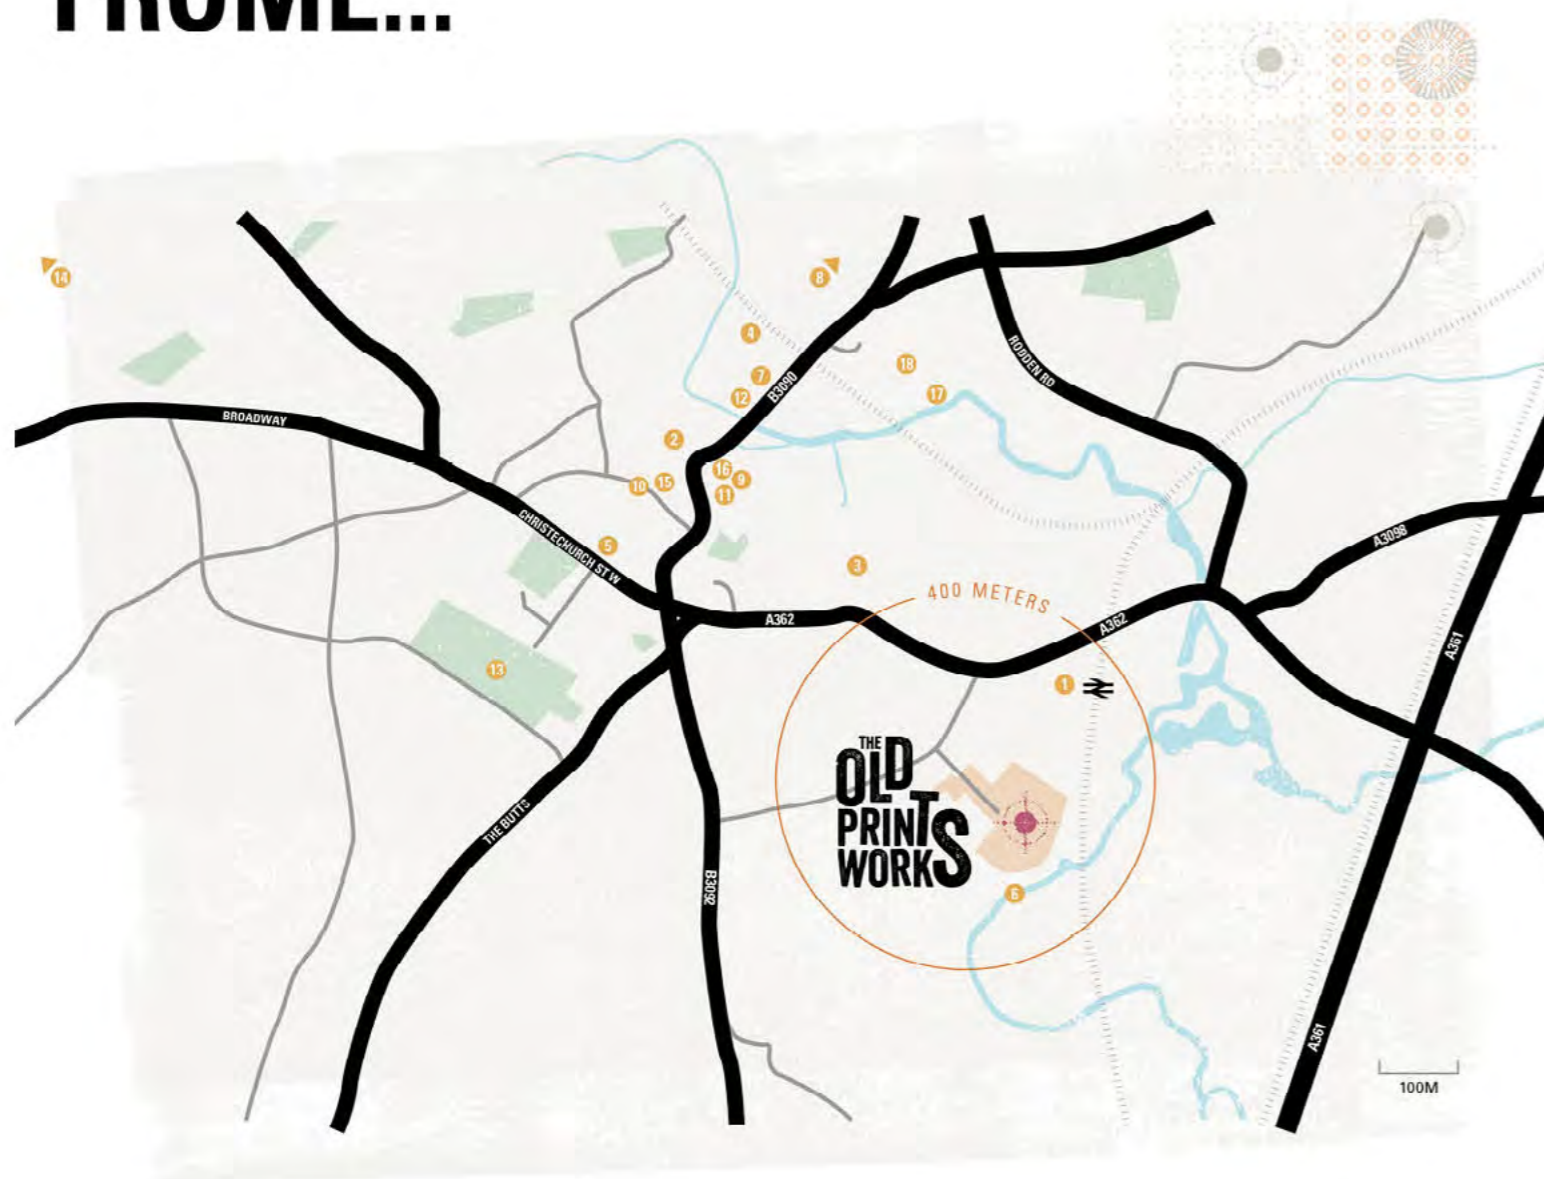 FROME...
14
8
4
18
RODDEN RD
7
B3090
17
12
BROADWAY
2
16
9
10
15
11
A3098
CHRISTECHURCH ST W
5
3
400 METERS
A362
A362
A361
13
1
THE
OLD
PRINTS
WORKS
THE BUTTS
B3092
6
A361
100M